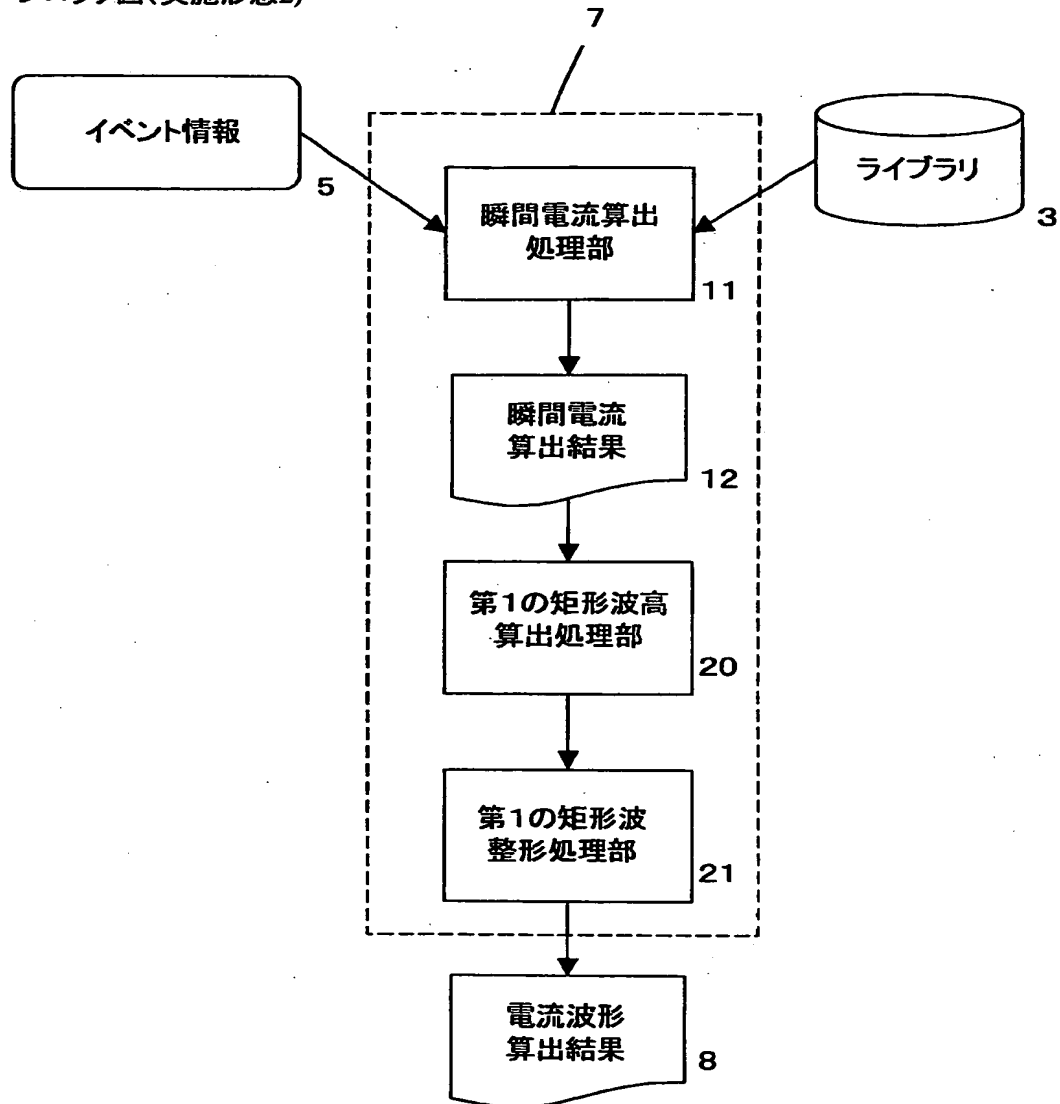 7
イベント情報
5
ライブラリ
3
瞬間電流算出
処理部
11
瞬間電流
算出結果
12
第1の矩形波高
算出処理部
20
第1の矩形波
整形処理部
21
電流波形
算出結果
8